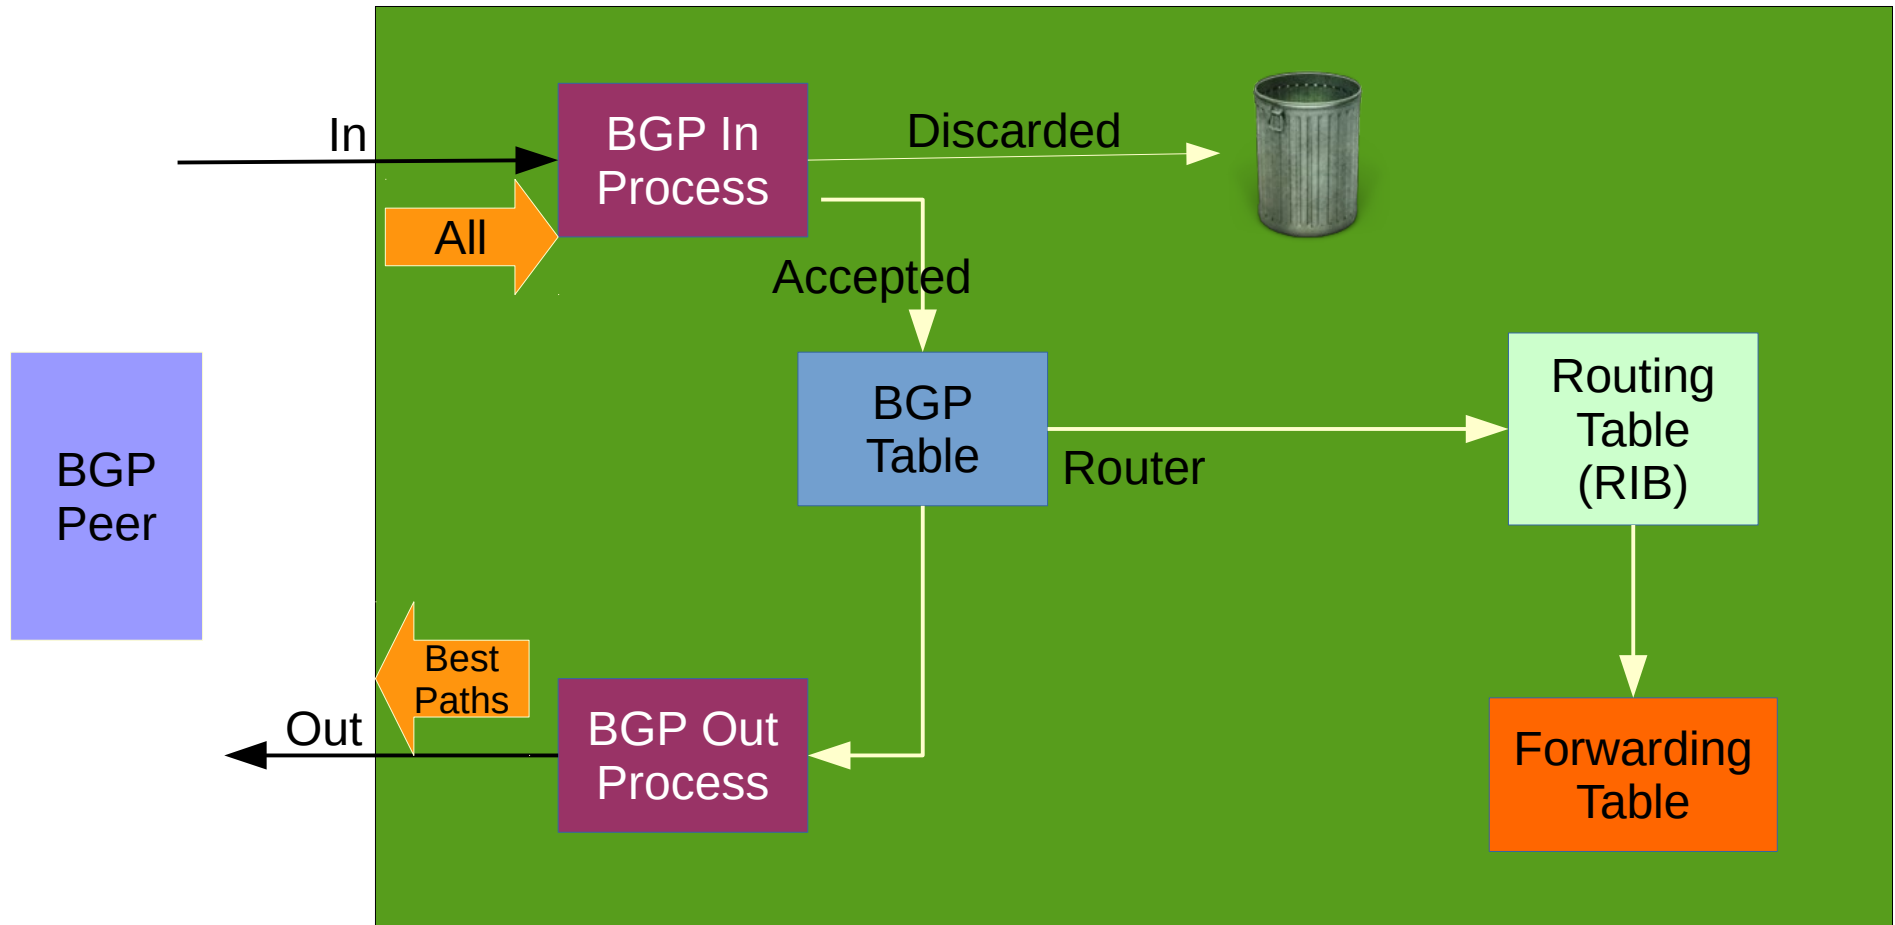 In
BGP In
Process
Discarded
All
Accepted
BGP
Peer
BGP
Table
Router
Routing
Table
(RIB)
Best
Paths
Out
BGP Out
Process
Forwarding
Table